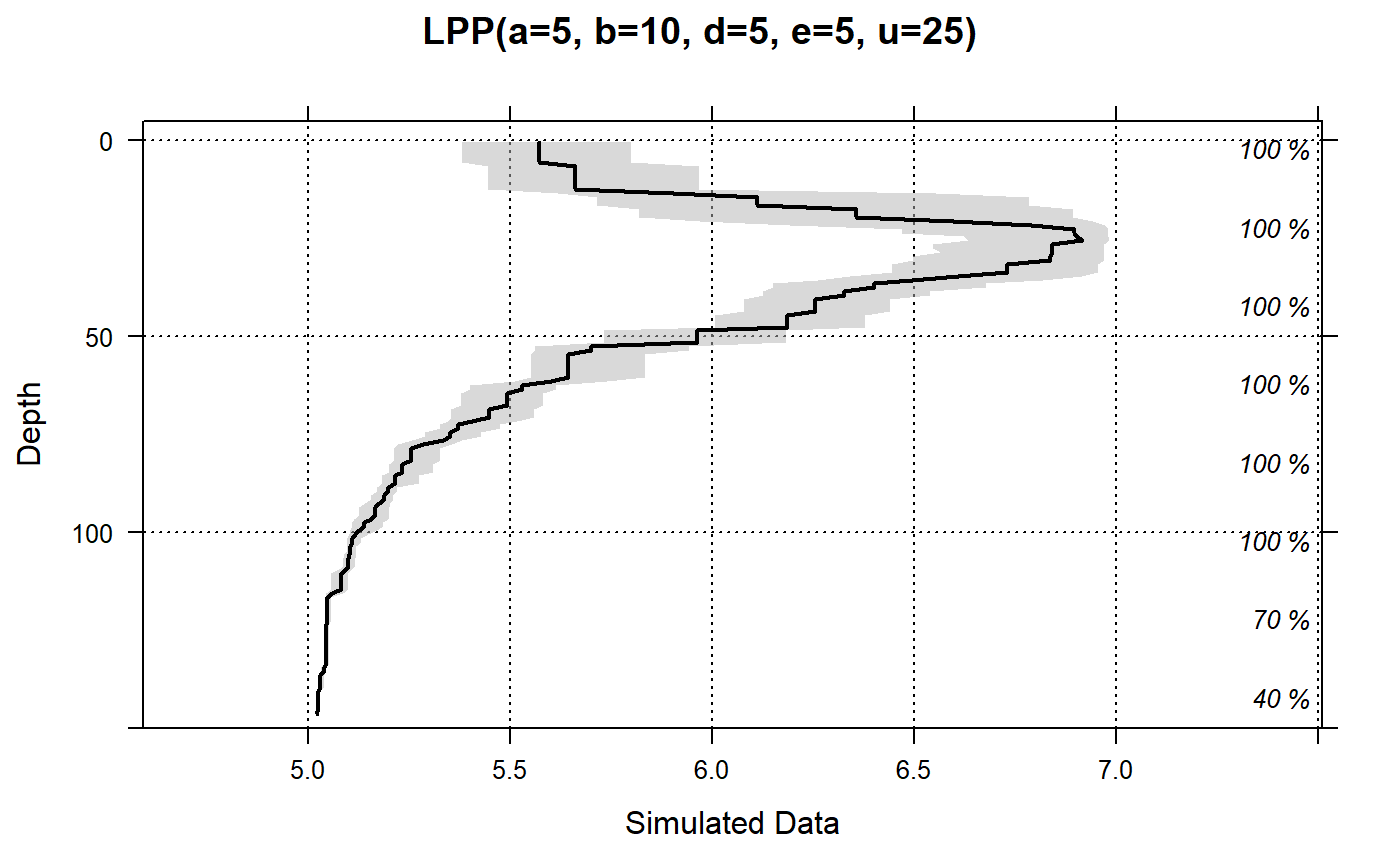 LPP(a=5, b=10, d=5, e=5, u=25)
0
100 %
100 %
100 %
50
100 %
Depth
100 %
100
100 %
70 %
40 %
5.0 5.5 6.0 6.5 7.0
Simulated Data